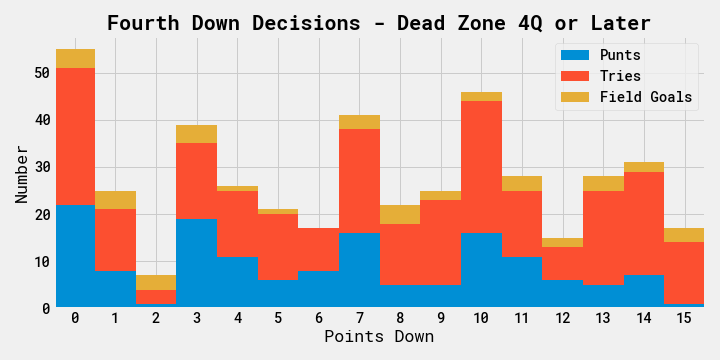 Fourth Down Decisions - Dead Zone 4Q or Later
Punts
Tries
Field Goals
Number
50
40
30
20
10
0
0 1 2 3 4 5 6 7 8 9 10 11 12 13 14 15
Points Down